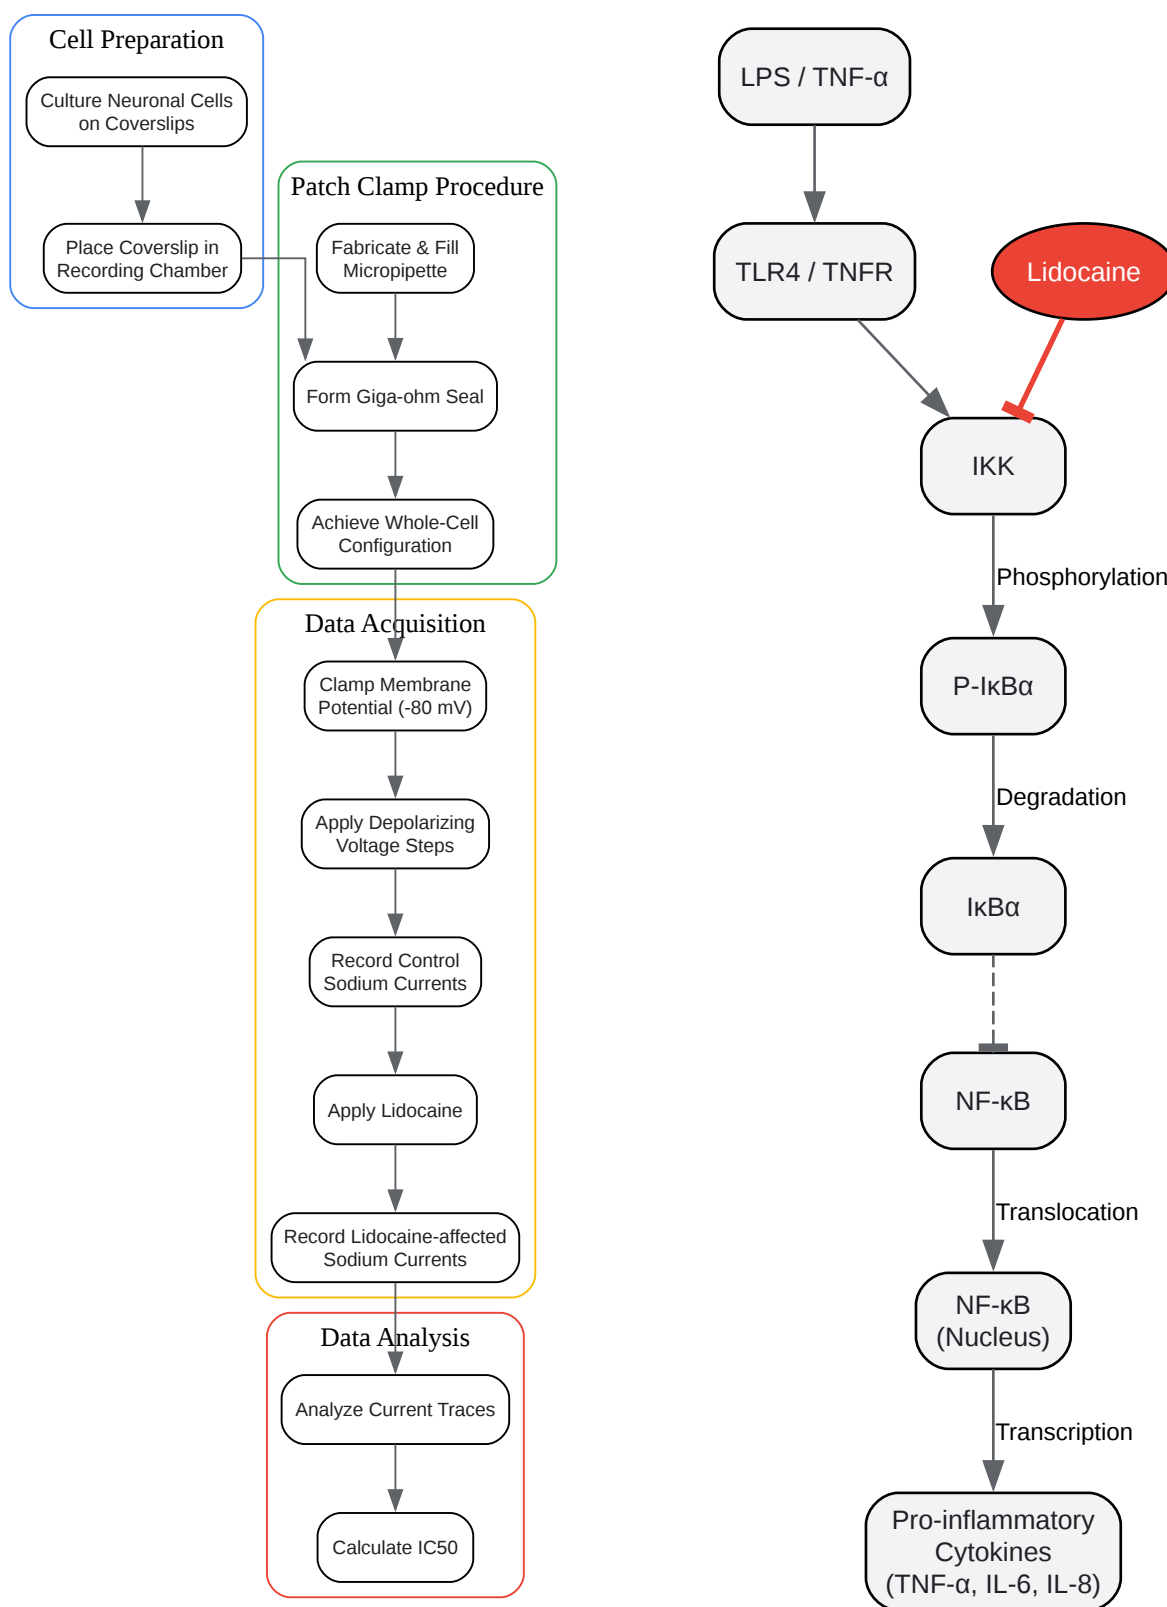 Cell Preparation
Culture Neuronal Cells
on Coverslips
Place Coverslip in
Recording Chamber
Patch Clamp Procedure
Fabricate & Fill
Micropipette
Form Giga-ohm Seal
Achieve Whole-Cell
Configuration
Data Acquisition
Clamp Membrane
Potential (-80 mV)
Apply Depolarizing
Voltage Steps
Record Control
Sodium Currents
Apply Lidocaine
Record Lidocaine-affected
Sodium Currents
Data Analysis
Analyze Current Traces
Calculate IC50
LPS / TNF-α
TLR4 / TNFR
Lidocaine
IKK
Phosphorylation
P-IκBα
Degradation
IκBα
NF-κB
Translocation
NF-κB
(Nucleus)
Transcription
Pro-inflammatory
Cytokines
(TNF-α, IL-6, IL-8)